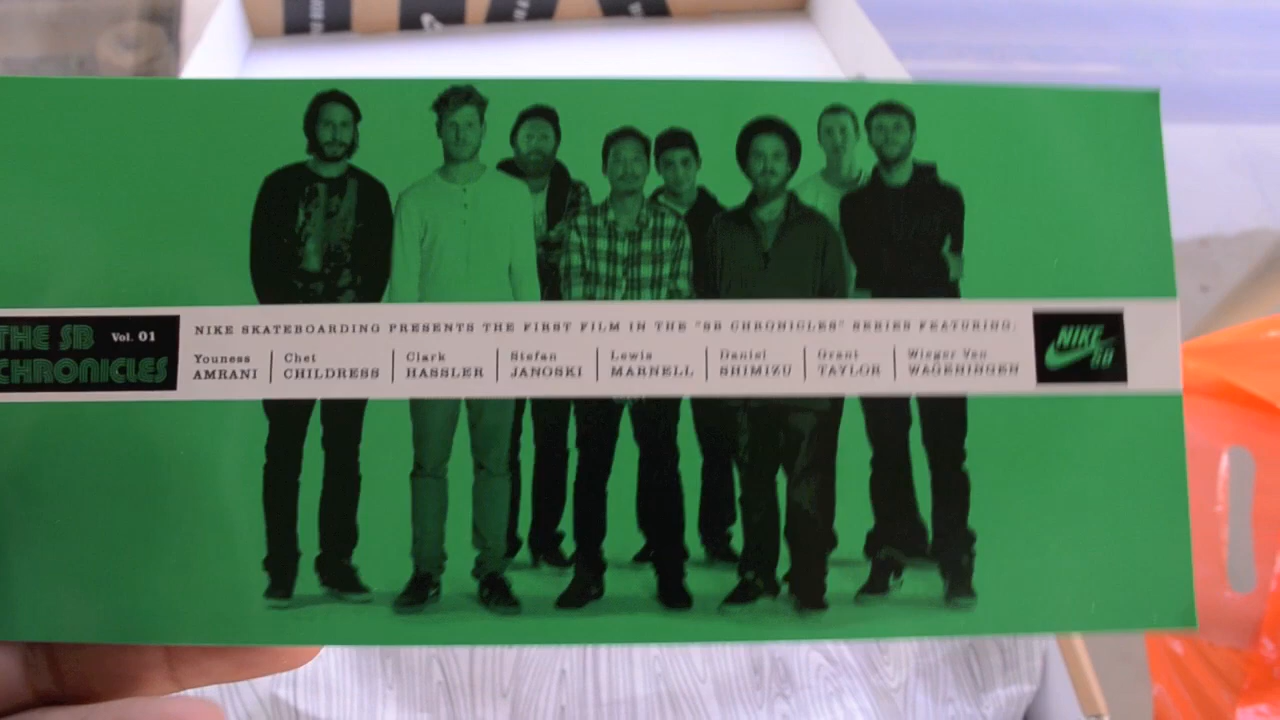 THE SB
CHRONICLES
Vol. 01
NIKE SKATEBOARDING PRESENTS THE FIRST FILM IN THE "SB CHRONICLES" SERIES FEATURING:
Youness
AMRANI
Chet
CHILDRESS
Clark
HASSLER
Stefan
JANOSKI
Lewis
MARNELL
Daniel
SHIMIZU
Grant
TAYLOR
Wieger Van
WAGENINGEN
NIKE
SB